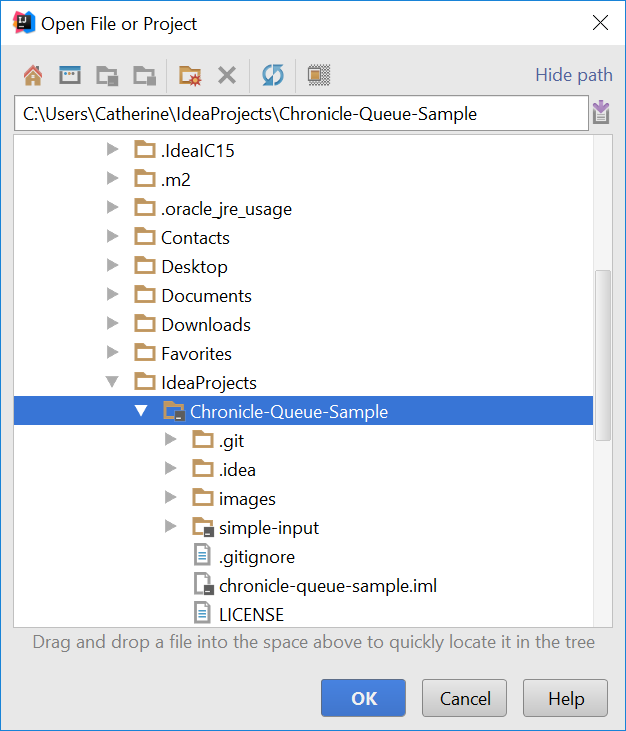 Open File or Project
Hide path
C:\Users\Catherine\IdeaProjects\Chronicle-Queue-Sample
.IdeaIC15
.m2
.oracle_jre_usage
Contacts
Desktop
Documents
Downloads
Favorites
IdeaProjects
Chronicle-Queue-Sample
.git
.idea
images
simple-input
.gitignore
chronicle-queue-sample.iml
LICENSE
Drag and drop a file into the space above to quickly locate it in the tree
OK Cancel Help